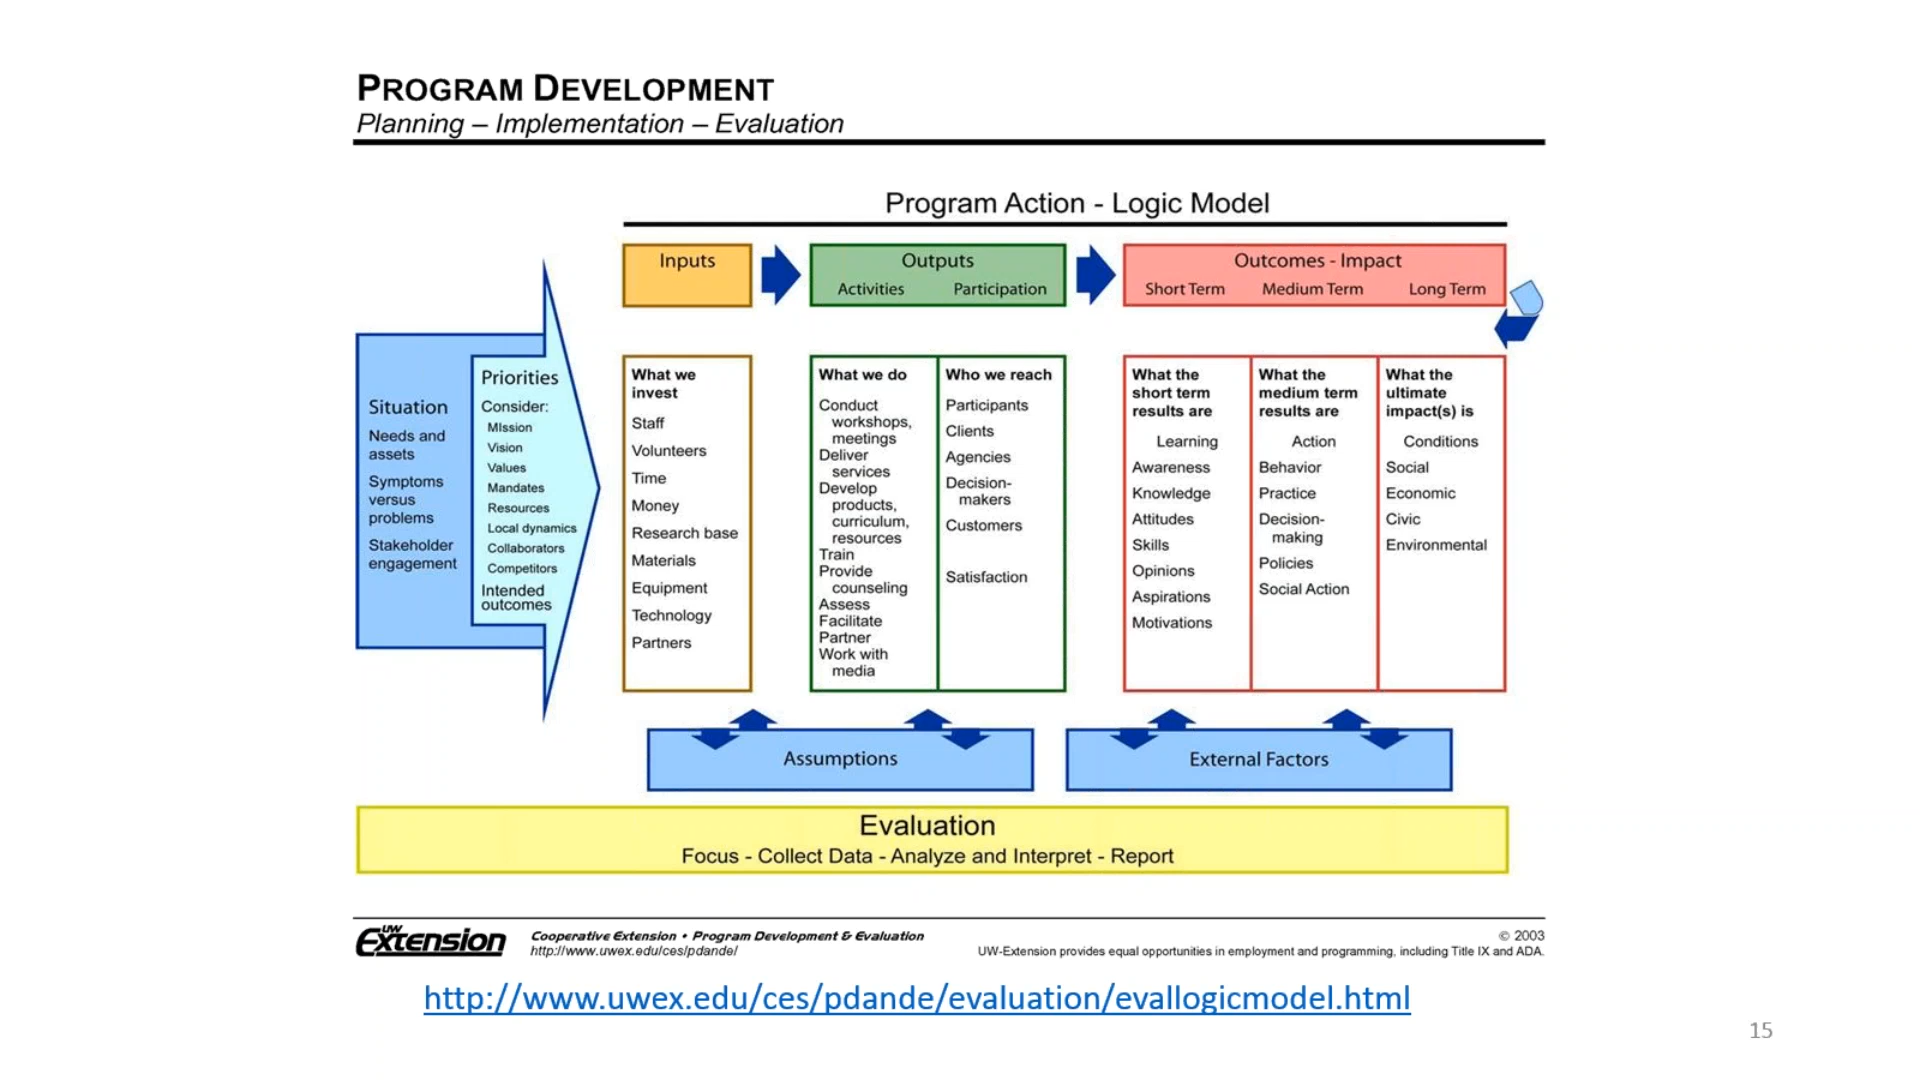 PROGRAM DEVELOPMENT
Planning – Implementation – Evaluation
Program Action - Logic Model
Inputs
Outputs
Activities Participation
Outcomes - Impact
Short Term Medium Term Long Term
Situation
Needs and
assets
Symptoms
versus
problems
Stakeholder
engagement
Priorities
Consider:
MIssion
Vision
Values
Mandates
Resources
Local dynamics
Collaborators
Competitors
Intended
outcomes
What we
invest
Staff
Volunteers
Time
Money
Research base
Materials
Equipment
Technology
Partners
What we do
Conduct
workshops,
meetings
Deliver
services
Develop
products,
curriculum,
resources
Train
Provide
counseling
Assess
Facilitate
Partner
Work with
media
Who we reach
Participants
Clients
Agencies
Decision-
makers
Customers
Satisfaction
What the
short term
results are
Learning
Awareness
Knowledge
Attitudes
Skills
Opinions
Aspirations
Motivations
What the
medium term
results are
Action
Behavior
Practice
Decision-
making
Policies
Social Action
What the
ultimate
impact(s) is
Conditions
Social
Economic
Civic
Environmental
Assumptions
External Factors
Evaluation
Focus - Collect Data - Analyze and Interpret - Report
UW
Extension
Cooperative Extension • Program Development & Evaluation
http://www.uwex.edu/ces/pdande/
© 2003
UW-Extension provides equal opportunities in employment and programming, including Title IX and ADA.
http://www.uwex.edu/ces/pdande/evaluation/evallogicmodel.html
15